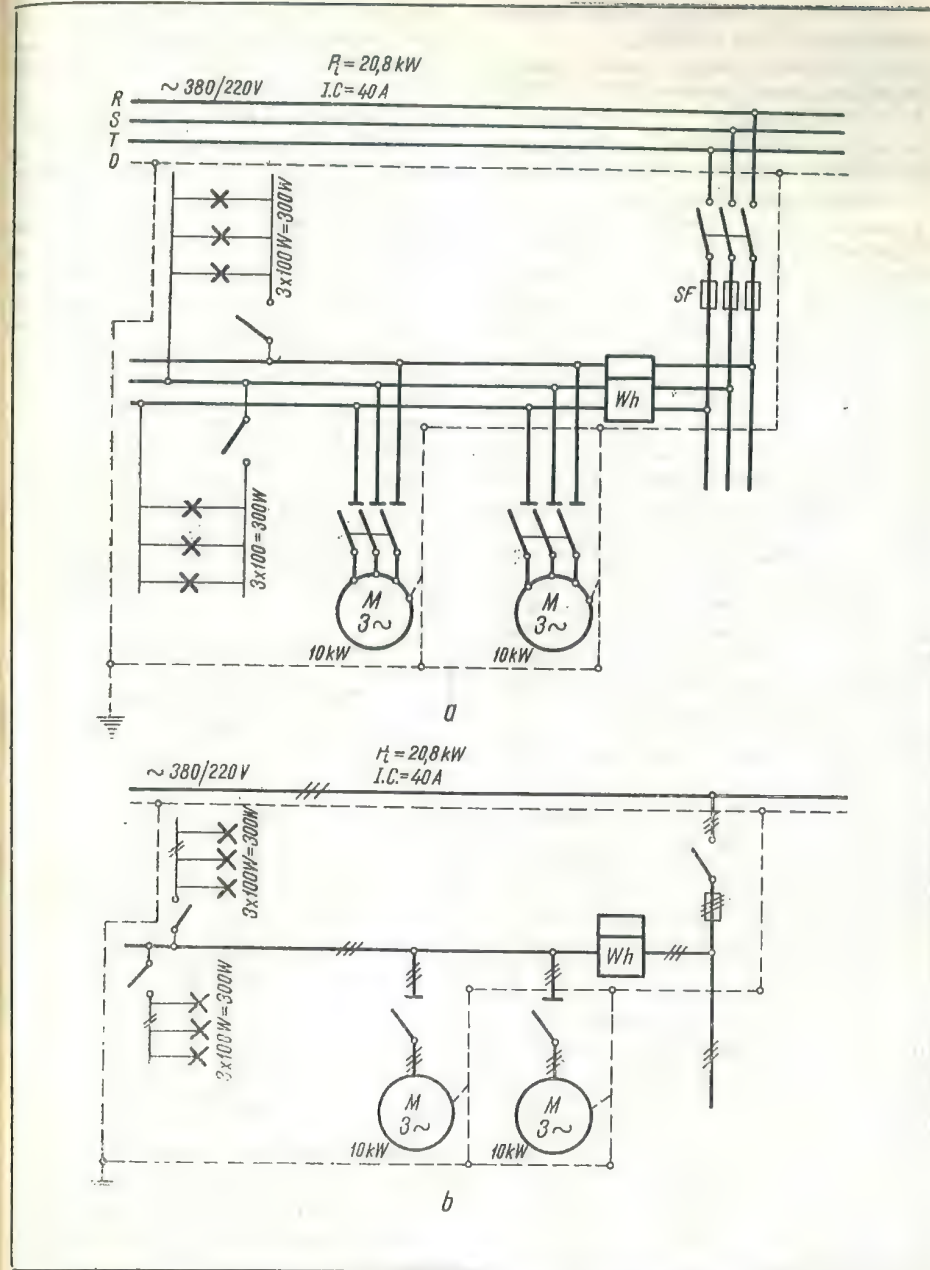 ~ 380/220V
Pi = 20,8 kW
I.C = 40 A
R
S
T
0
3x100W=300W
SF
Wh
3x100=300W
M
3~
10kW
M
3~
10kW
a
~ 380/220V
Pi = 20,8 kW
I.C.= 40A
3x100W=300W
Wh
3x100W=300W
M
3~
10kW
M
3~
10kW
b